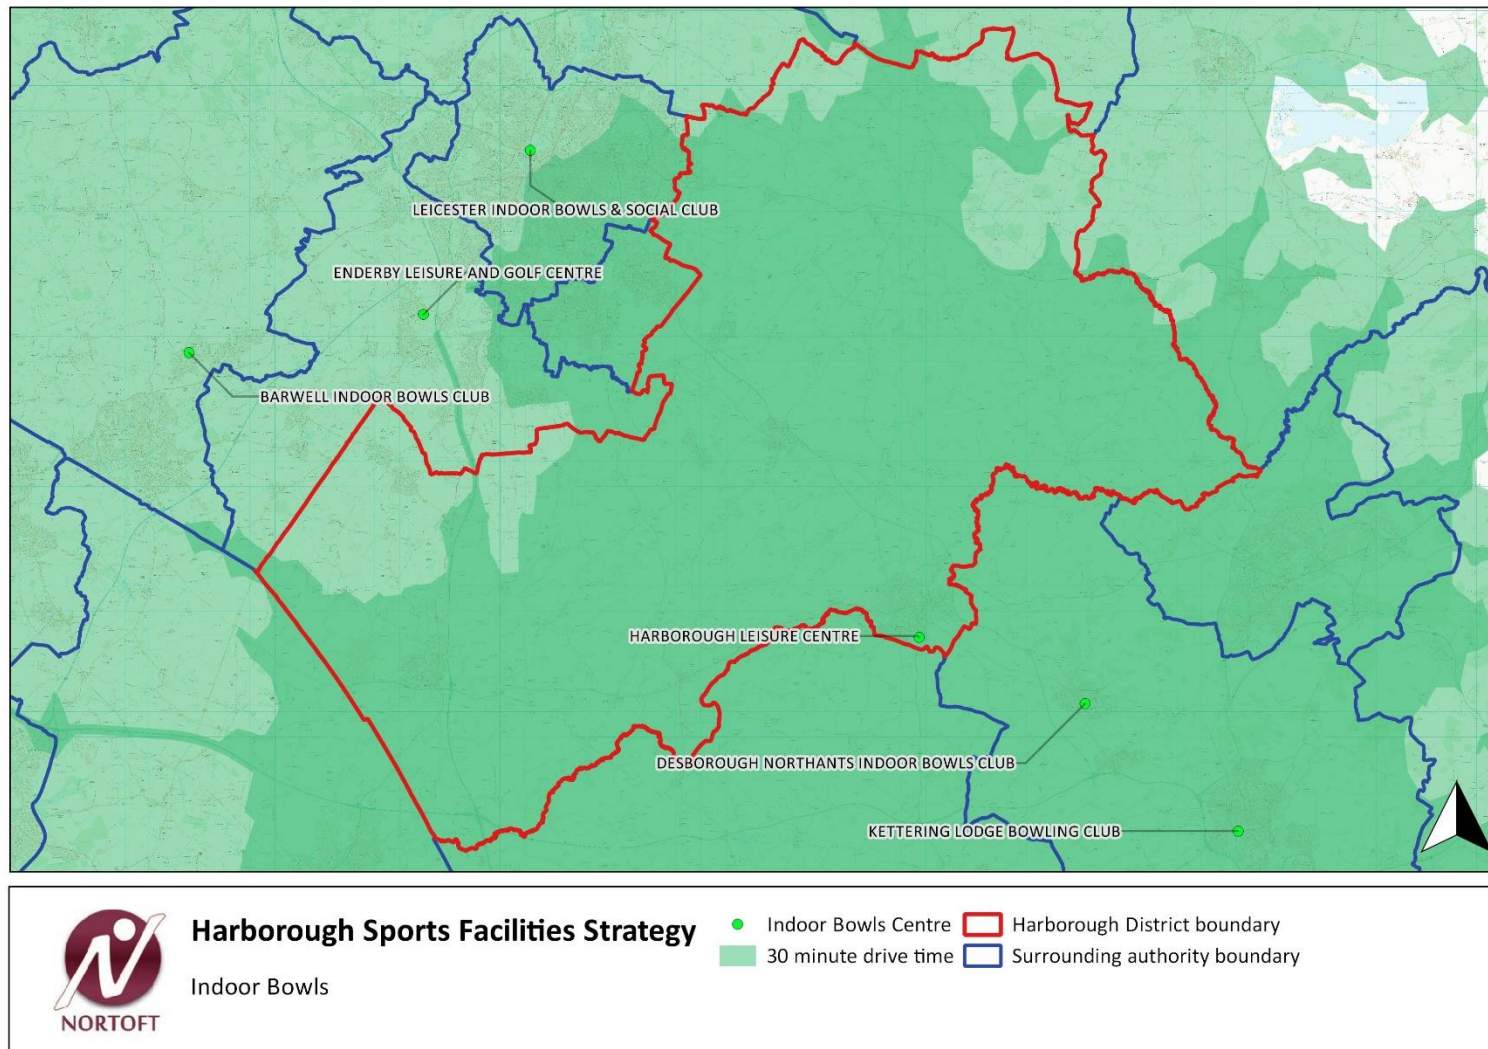 LEICESTER INDOOR BOWLS & SOCIAL CLUB
ENDERBY LEISURE AND GOLF CENTRE
BARWELL INDOOR BOWLS CLUB
HARBOROUGH LEISURE CENTRE
DESBOROUGH NORTHANTS INDOOR BOWLS CLUB
KETTERING LODGE BOWLING CLUB
NORTOFT
Harborough Sports Facilities Strategy
Indoor Bowls
Indoor Bowls Centre
Harborough District boundary
30 minute drive time
Surrounding authority boundary